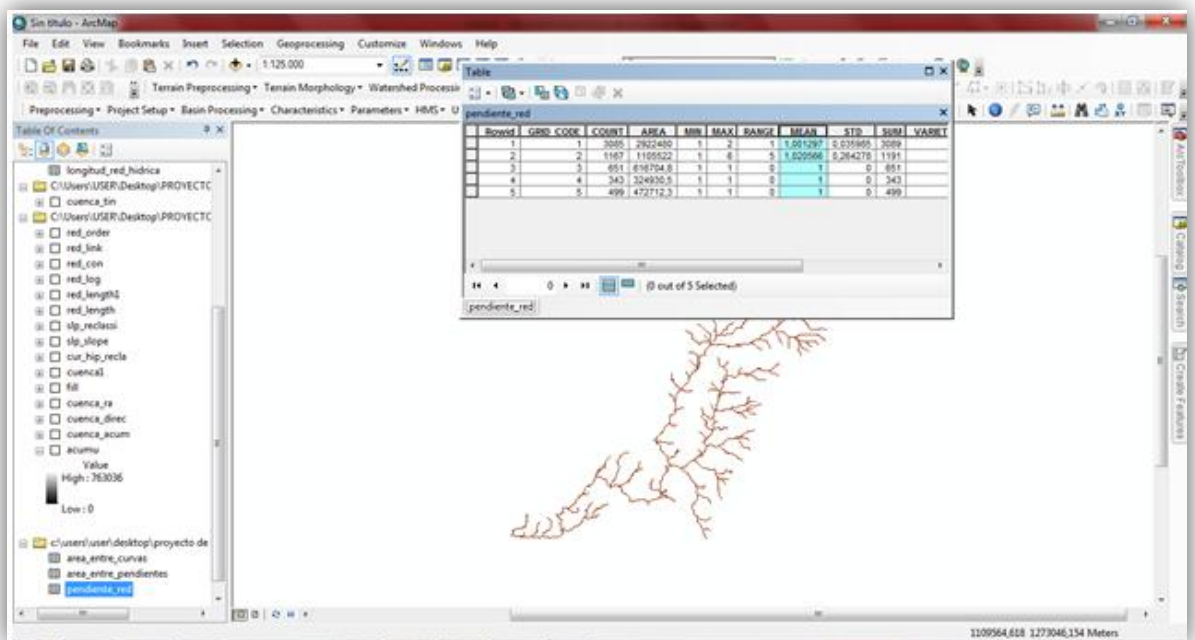 Sin título - ArcMap
File Edit View Bookmarks Insert Selection Geoprocessing Customize Windows Help
1:125.000
Terrain Preprocessing Terrain Morphology Watershed Processin
Preprocessing Project Setup Basin Processing Characteristics Parameters HMS U
Table Of Contents
longitud_red_hidrica
C:\Users\USER\Desktop\PROYECTO
cuenca_tin
C:\Users\USER\Desktop\PROYECTO
red_order
red_link
red_con
red_log
red_length1
red_length
slp_reclassi
slp_slope
cur_hip_recla
cuenca1
fill
cuenca_ra
cuenca_direc
cuenca_acum
acumu
Value
High : 763036
Low : 0
c:\users\user\desktop\proyecto de
area_entre_curvas
area_entre_pendientes
pendiente_red
Table
pendiente_red
Rowid GRID_CODE COUNT AREA MIN MAX RANGE MEAN STD SUM VARIET
1 1 3085 2922480 1 2 1 1,001297 0,035985 3089
2 2 1167 1105522 1 6 5 1,020566 0,264278 1191
3 3 651 616704,8 1 1 0 1 0 651
4 4 343 324930,5 1 1 0 1 0 343
5 5 499 472712,3 1 1 0 1 0 499
0 (0 out of 5 Selected)
pendiente_red
ArcToolbox
Catalog
Search
Create Features
1109564,618 1273046,154 Meters